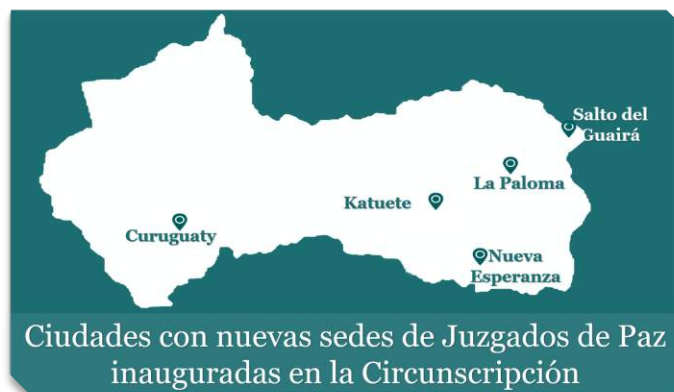 Salto del
Guairá
La Paloma
Katuete
Curuguaty
Nueva
Esperanza
Ciudades con nuevas sedes de Juzgados de Paz
inauguradas en la Circunscripción